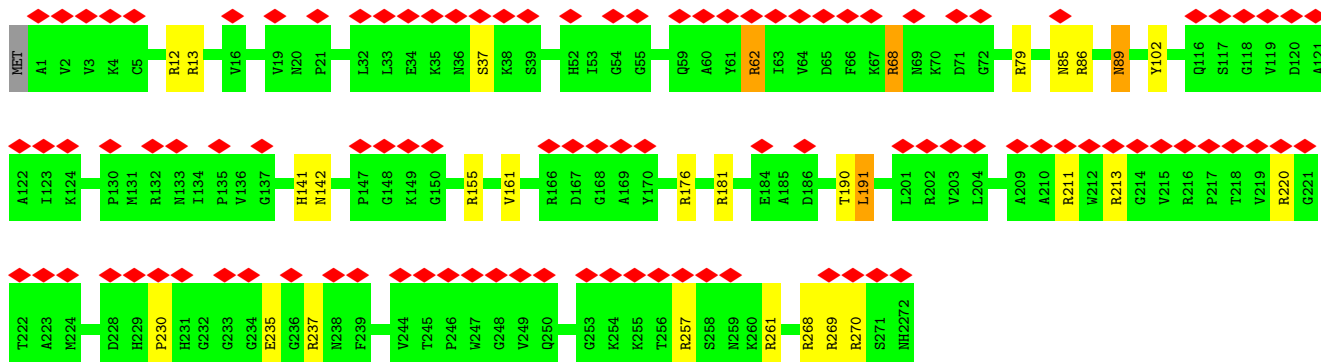 MET A1 V2 V3 K4 C5 R12 R13 V16 V19 N20 P21 L32 L33 E34 K35 N36 S37 K38 S39 H52 I53 G54 G55 Q59 A60 Y61 R62 I63 V64 D65 F66 K67 R68 N69 K70 D71 G72 R79 N85 R86 N89 Y102 Q116 S117 G118 V119 D120 A121
A122 I123 K124 P130 M131 R132 N133 I134 P135 V136 G137 H141 N142 P147 G148 K149 G150 R155 V161 R166 D167 G168 A169 Y170 R176 R181 E184 A185 D186 T190 L191 L201 R202 V203 L204 A209 A210 R211 W212 R213 G214 V215 R216 P217 T218 V219 R220 G221
T222 A223 M224 D228 H229 P230 H231 G232 G233 G234 E235 G236 R237 N238 F239 V244 T245 P246 W247 G248 V249 Q250 G253 K254 K255 T256 R257 S258 N259 K260 R261 R268 R269 R270 S271 NH2272